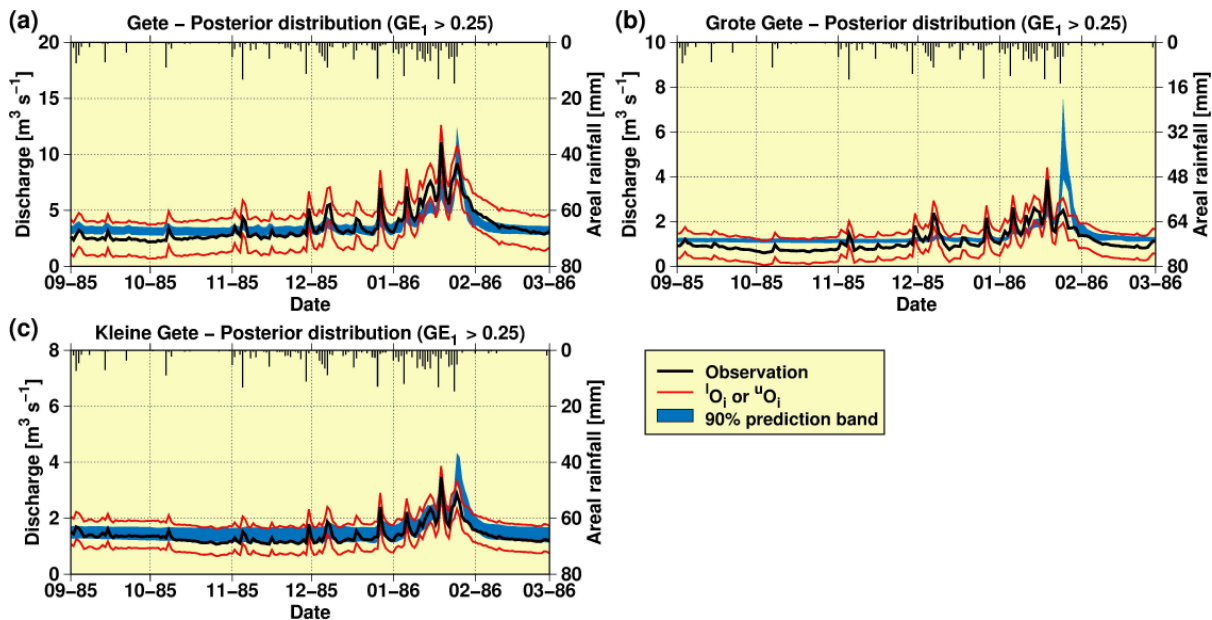 (a)
Gete – Posterior distribution (GE₁ > 0.25)
Discharge [m³ s⁻¹]
20
15
10
5
0
Areal rainfall [mm]
0
20
40
60
80
09–85 10–85 11–85 12–85 01–86 02–86 03–86
Date
(b)
Grote Gete – Posterior distribution (GE₁ > 0.25)
Discharge [m³ s⁻¹]
10
8
6
4
2
0
Areal rainfall [mm]
0
16
32
48
64
80
09–85 10–85 11–85 12–85 01–86 02–86 03–86
Date
(c)
Kleine Gete – Posterior distribution (GE₁ > 0.25)
Discharge [m³ s⁻¹]
8
6
4
2
0
Areal rainfall [mm]
0
20
40
60
80
09–85 10–85 11–85 12–85 01–86 02–86 03–86
Date
Observation
ˡOᵢ or ᵘOᵢ
90% prediction band